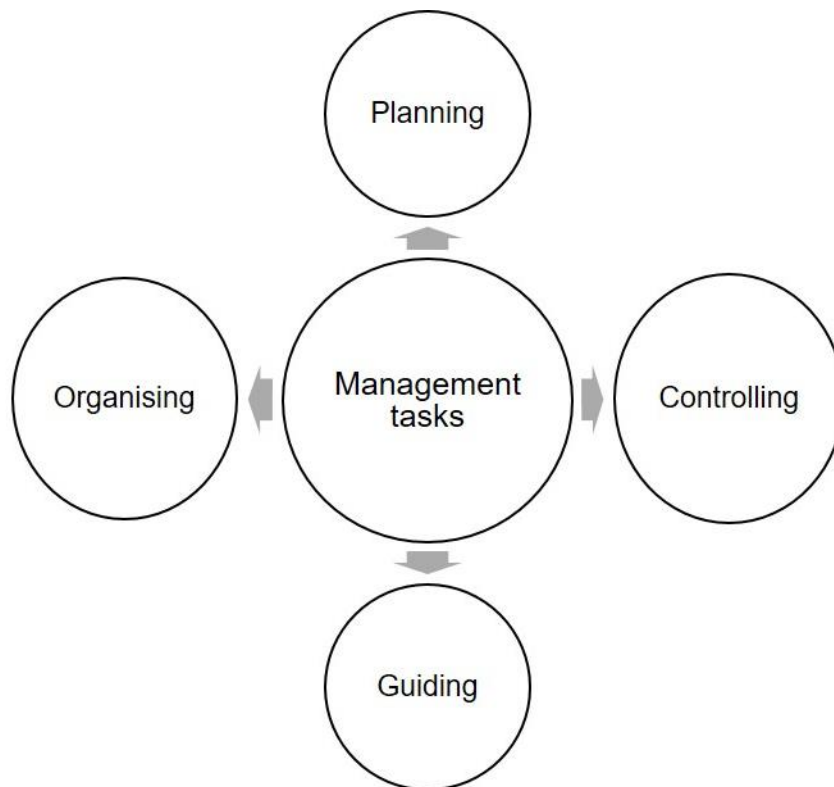 Planning
Organising
Management
tasks
Controlling
Guiding